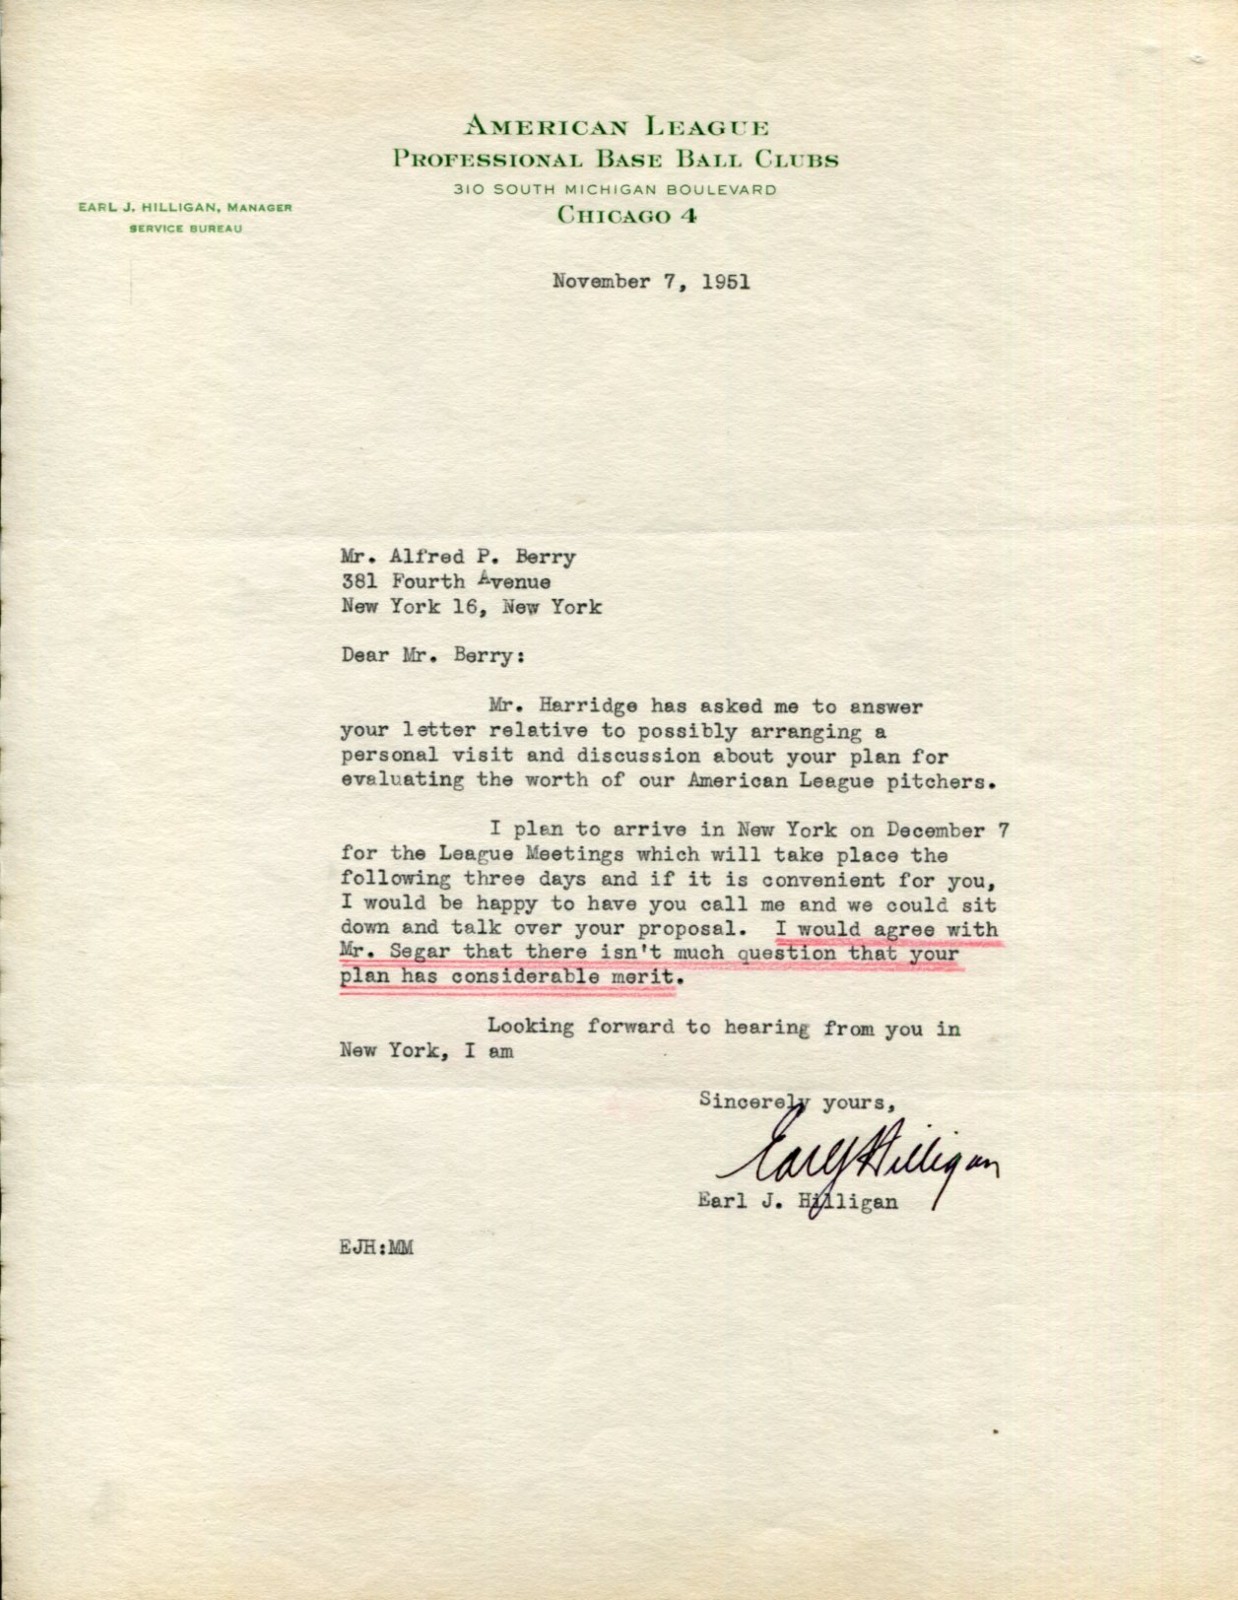 AMERICAN LEAGUE
PROFESSIONAL BASE BALL CLUBS
310 SOUTH MICHIGAN BOULEVARD
CHICAGO 4
EARL J. HILLIGAN, MANAGER
SERVICE BUREAU
November 7, 1951
Mr. Alfred P. Berry
381 Fourth Avenue
New York 16, New York
Dear Mr. Berry:
Mr. Harridge has asked me to answer
your letter relative to possibly arranging a
personal visit and discussion about your plan for
evaluating the worth of our American League pitchers.
I plan to arrive in New York on December 7
for the League Meetings which will take place the
following three days and if it is convenient for you,
I would be happy to have you call me and we could sit
down and talk over your proposal. I would agree with
Mr. Segar that there isn't much question that your
plan has considerable merit.
Looking forward to hearing from you in
New York, I am
Sincerely yours,
Earl J Hilligan
Earl J. Hilligan
EJH:MM